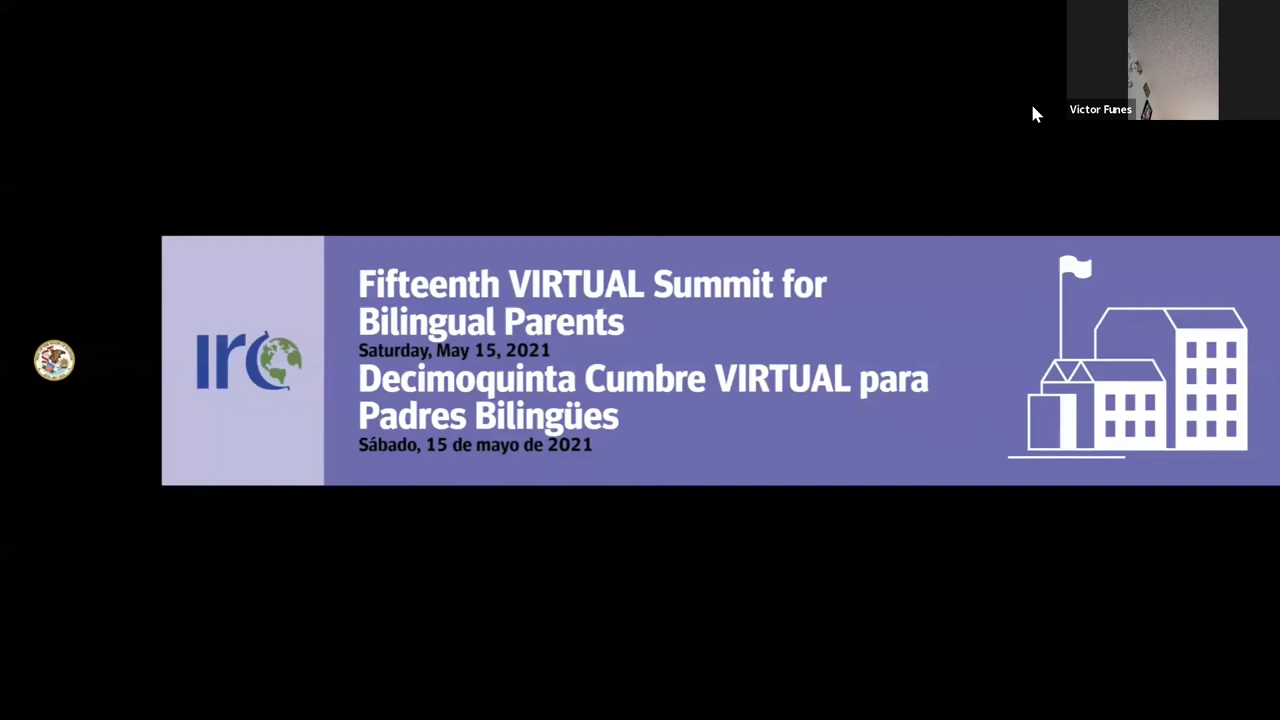 Victor Funes
Fifteenth VIRTUAL Summit for
Bilingual Parents
Saturday, May 15, 2021
irc
Decimoquinta Cumbre VIRTUAL para
Padres Bilingües
Sábado, 15 de mayo de 2021